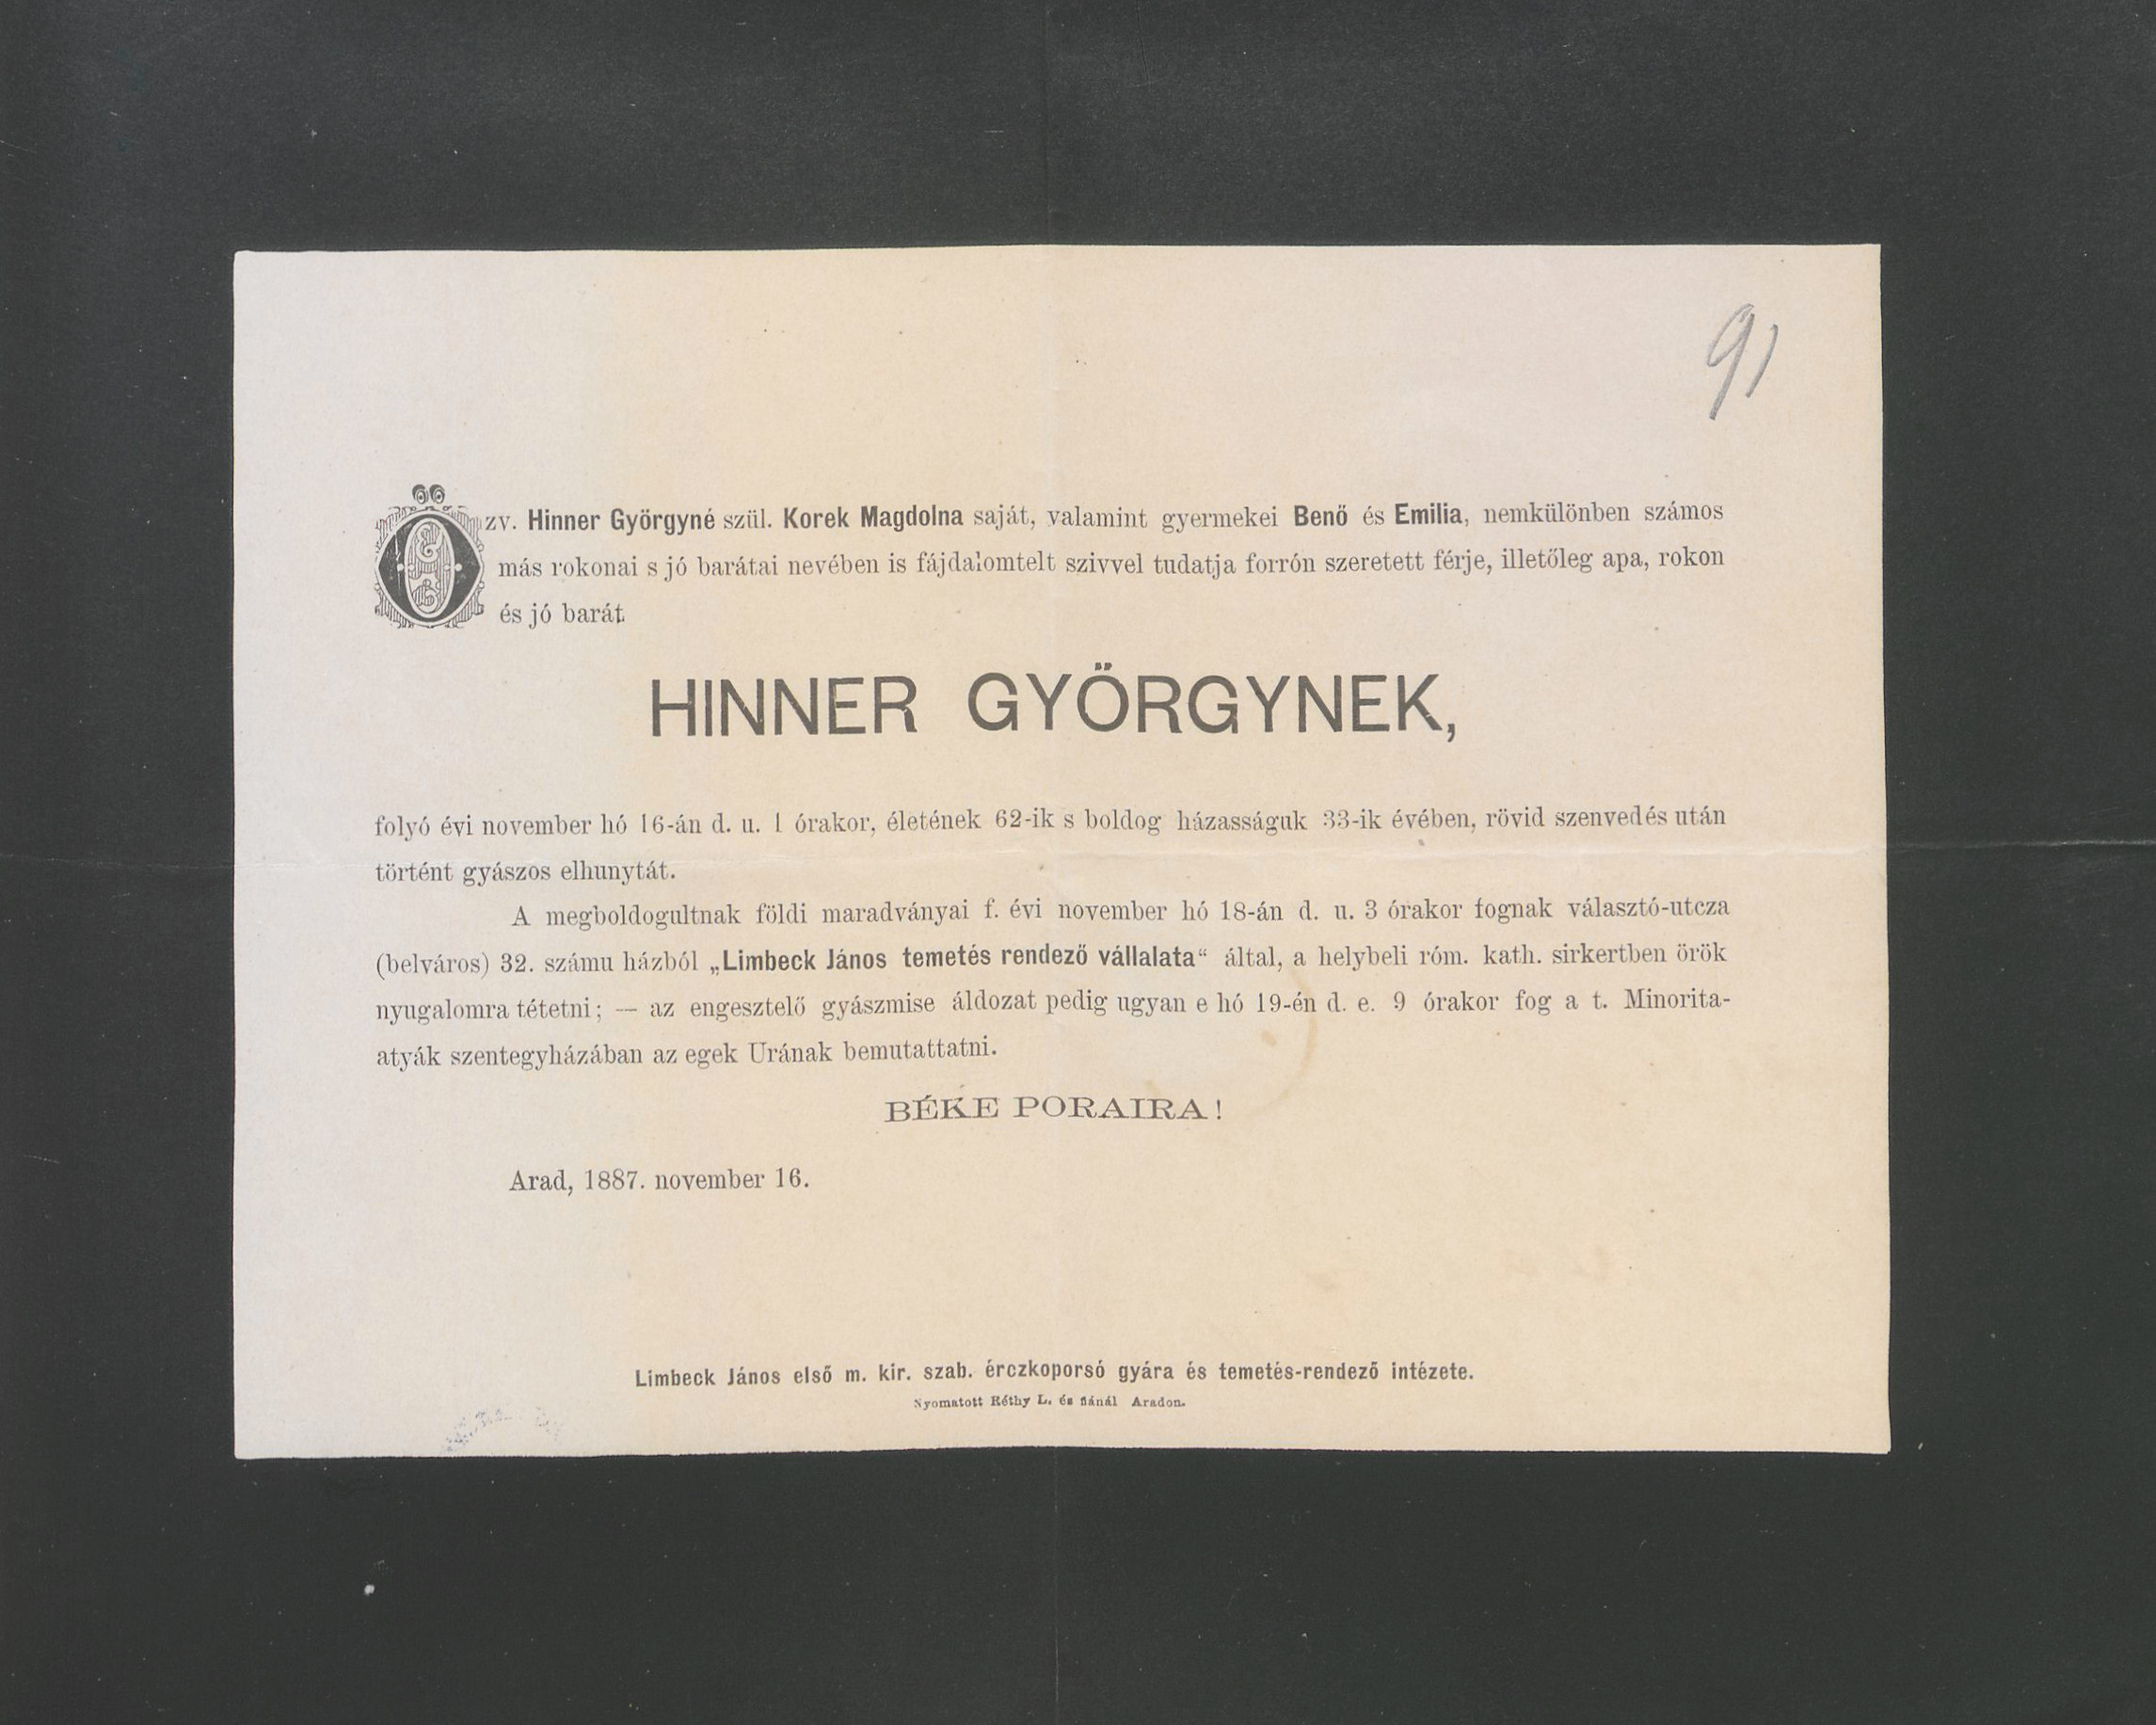 91
Özv. Hinner Györgyné szül. Korek Magdolna saját, valamint gyermekei Benő és Emilia, nemkülönben számos
más rokonai s jó barátai nevében is fájdalomtelt szivvel tudatja forrón szeretett férje, illetőleg apa, rokon
és jó barát
HINNER GYÖRGYNEK,
folyó évi november hó 16-án d. u. 1 órakor, életének 62-ik s boldog házasságuk 33-ik évében, rövid szenvedés után
történt gyászos elhunytát.
A megboldogultnak földi maradványai f. évi november hó 18-án d. u. 3 órakor fognak választó-utcza
(belváros) 32. számu házból „Limbeck János temetés rendező vállalata“ által, a helybeli róm. kath. sirkertben örök
nyugalomra tétetni; — az engesztelő gyászmise áldozat pedig ugyan e hó 19-én d. e. 9 órakor fog a t. Minorita-
atyák szentegyházában az egek Urának bemutattatni.
BÉKE PORAIRA!
Arad, 1887. november 16.
Limbeck János első m. kir. szab. érczkoporsó gyára és temetés-rendező intézete.
Nyomatott Réthy L. és fiánál Aradon.